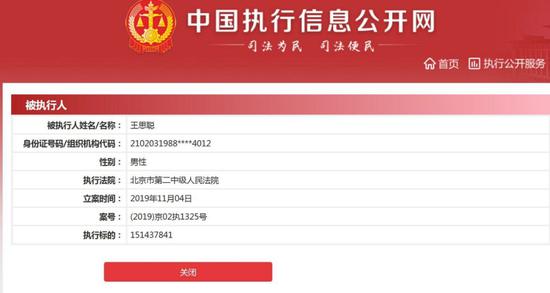 中国执行信息公开网
司法为民 司法便民
首页 执行公开服务
被执行人
被执行人姓名/名称： 王思聪
身份证号码/组织机构代码： 2102031988****4012
性别： 男性
执行法院： 北京市第二中级人民法院
立案时间： 2019年11月04日
案号： (2019)京02执1325号
执行标的： 151437841
关闭